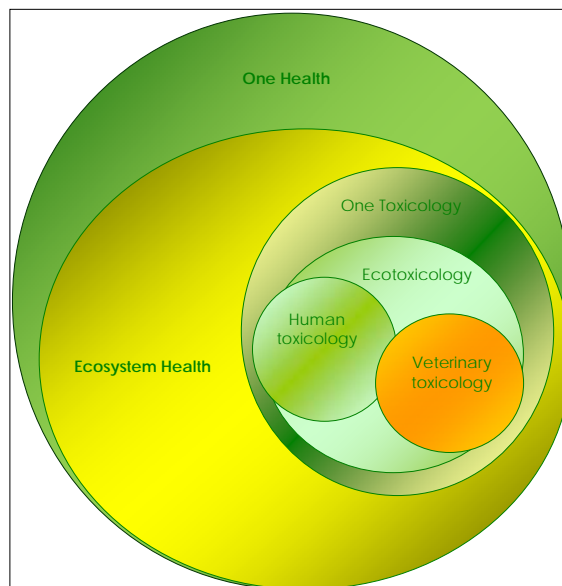 One Health
One Toxicology
Ecotoxicology
Human
toxicology
Veterinary
toxicology
Ecosystem Health